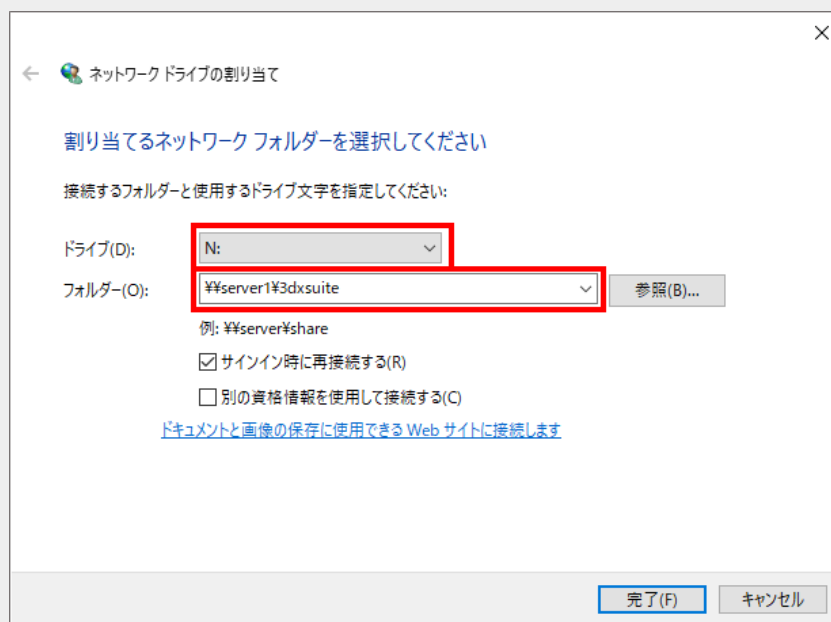 ネットワーク ドライブの割り当て
割り当てるネットワーク フォルダーを選択してください
接続するフォルダーと使用するドライブ文字を指定してください:
ドライブ(D): N:
フォルダー(O): ¥¥server1¥3dxsuite 参照(B)...
例: ¥¥server¥share
サインイン時に再接続する(R)
別の資格情報を使用して接続する(C)
ドキュメントと画像の保存に使用できる Web サイトに接続します
完了(F) キャンセル